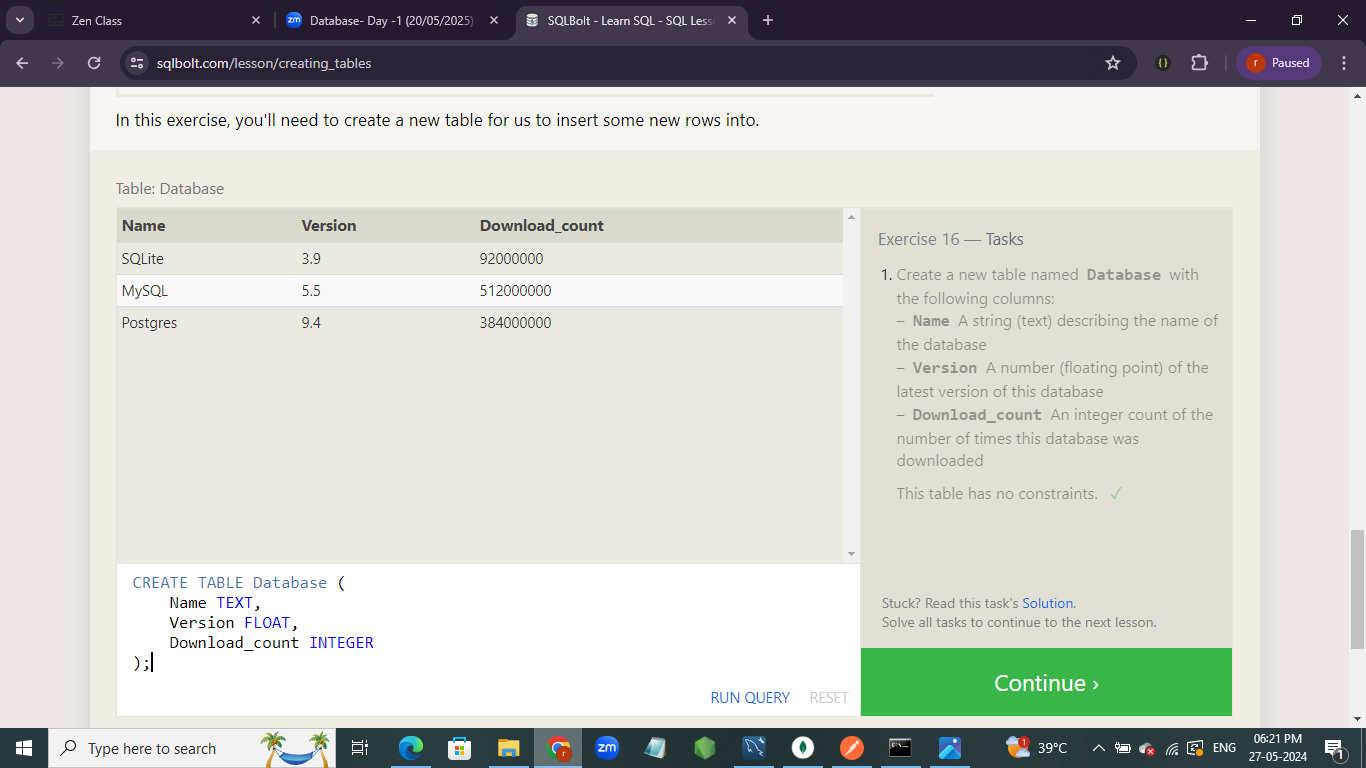 Zen Class
Database- Day -1 (20/05/2025)
SQLBolt - Learn SQL - SQL Less
sqlbolt.com/lesson/creating_tables
Paused
In this exercise, you'll need to create a new table for us to insert some new rows into.
Table: Database
Name Version Download_count
SQLite 3.9 92000000
MySQL 5.5 512000000
Postgres 9.4 384000000
Exercise 16 — Tasks
1. Create a new table named Database with
the following columns:
– Name A string (text) describing the name of
the database
– Version A number (floating point) of the
latest version of this database
– Download_count An integer count of the
number of times this database was
downloaded
This table has no constraints. ✓
CREATE TABLE Database (
Name TEXT,
Version FLOAT,
Download_count INTEGER
);
RUN QUERY RESET
Stuck? Read this task's Solution.
Solve all tasks to continue to the next lesson.
Continue ›
Type here to search
zm
1
39°C
ENG
06:21 PM
27-05-2024
1